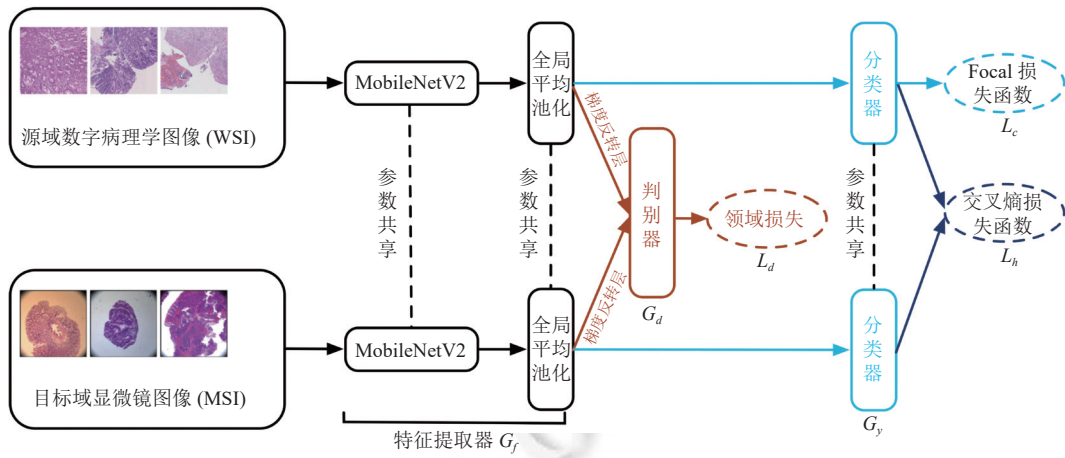 源域数字病理学图像 (WSI)
MobileNetV2
全局平均池化
分类器
Focal 损
失函数
L_c
参数共享
参数共享
梯度反转层
判别器
领域损失
L_d
参数共享
交叉熵损
失函数
L_h
梯度反转层
G_d
目标域显微镜图像 (MSI)
MobileNetV2
全局平均池化
分类器
G_y
特征提取器 G_f